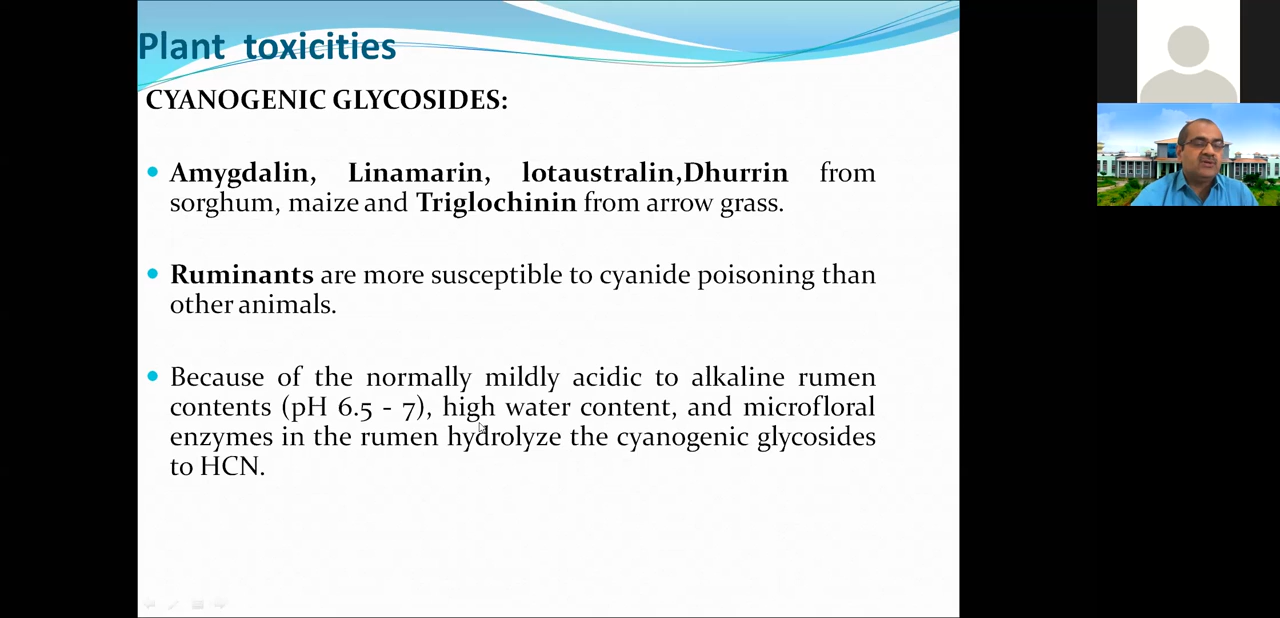 Plant toxicities
CYANOGENIC GLYCOSIDES:
• Amygdalin, Linamarin, lotaustralin,Dhurrin from
sorghum, maize and Triglochinin from arrow grass.
• Ruminants are more susceptible to cyanide poisoning than
other animals.
• Because of the normally mildly acidic to alkaline rumen
contents (pH 6.5 - 7), high water content, and microfloral
enzymes in the rumen hydrolyze the cyanogenic glycosides
to HCN.